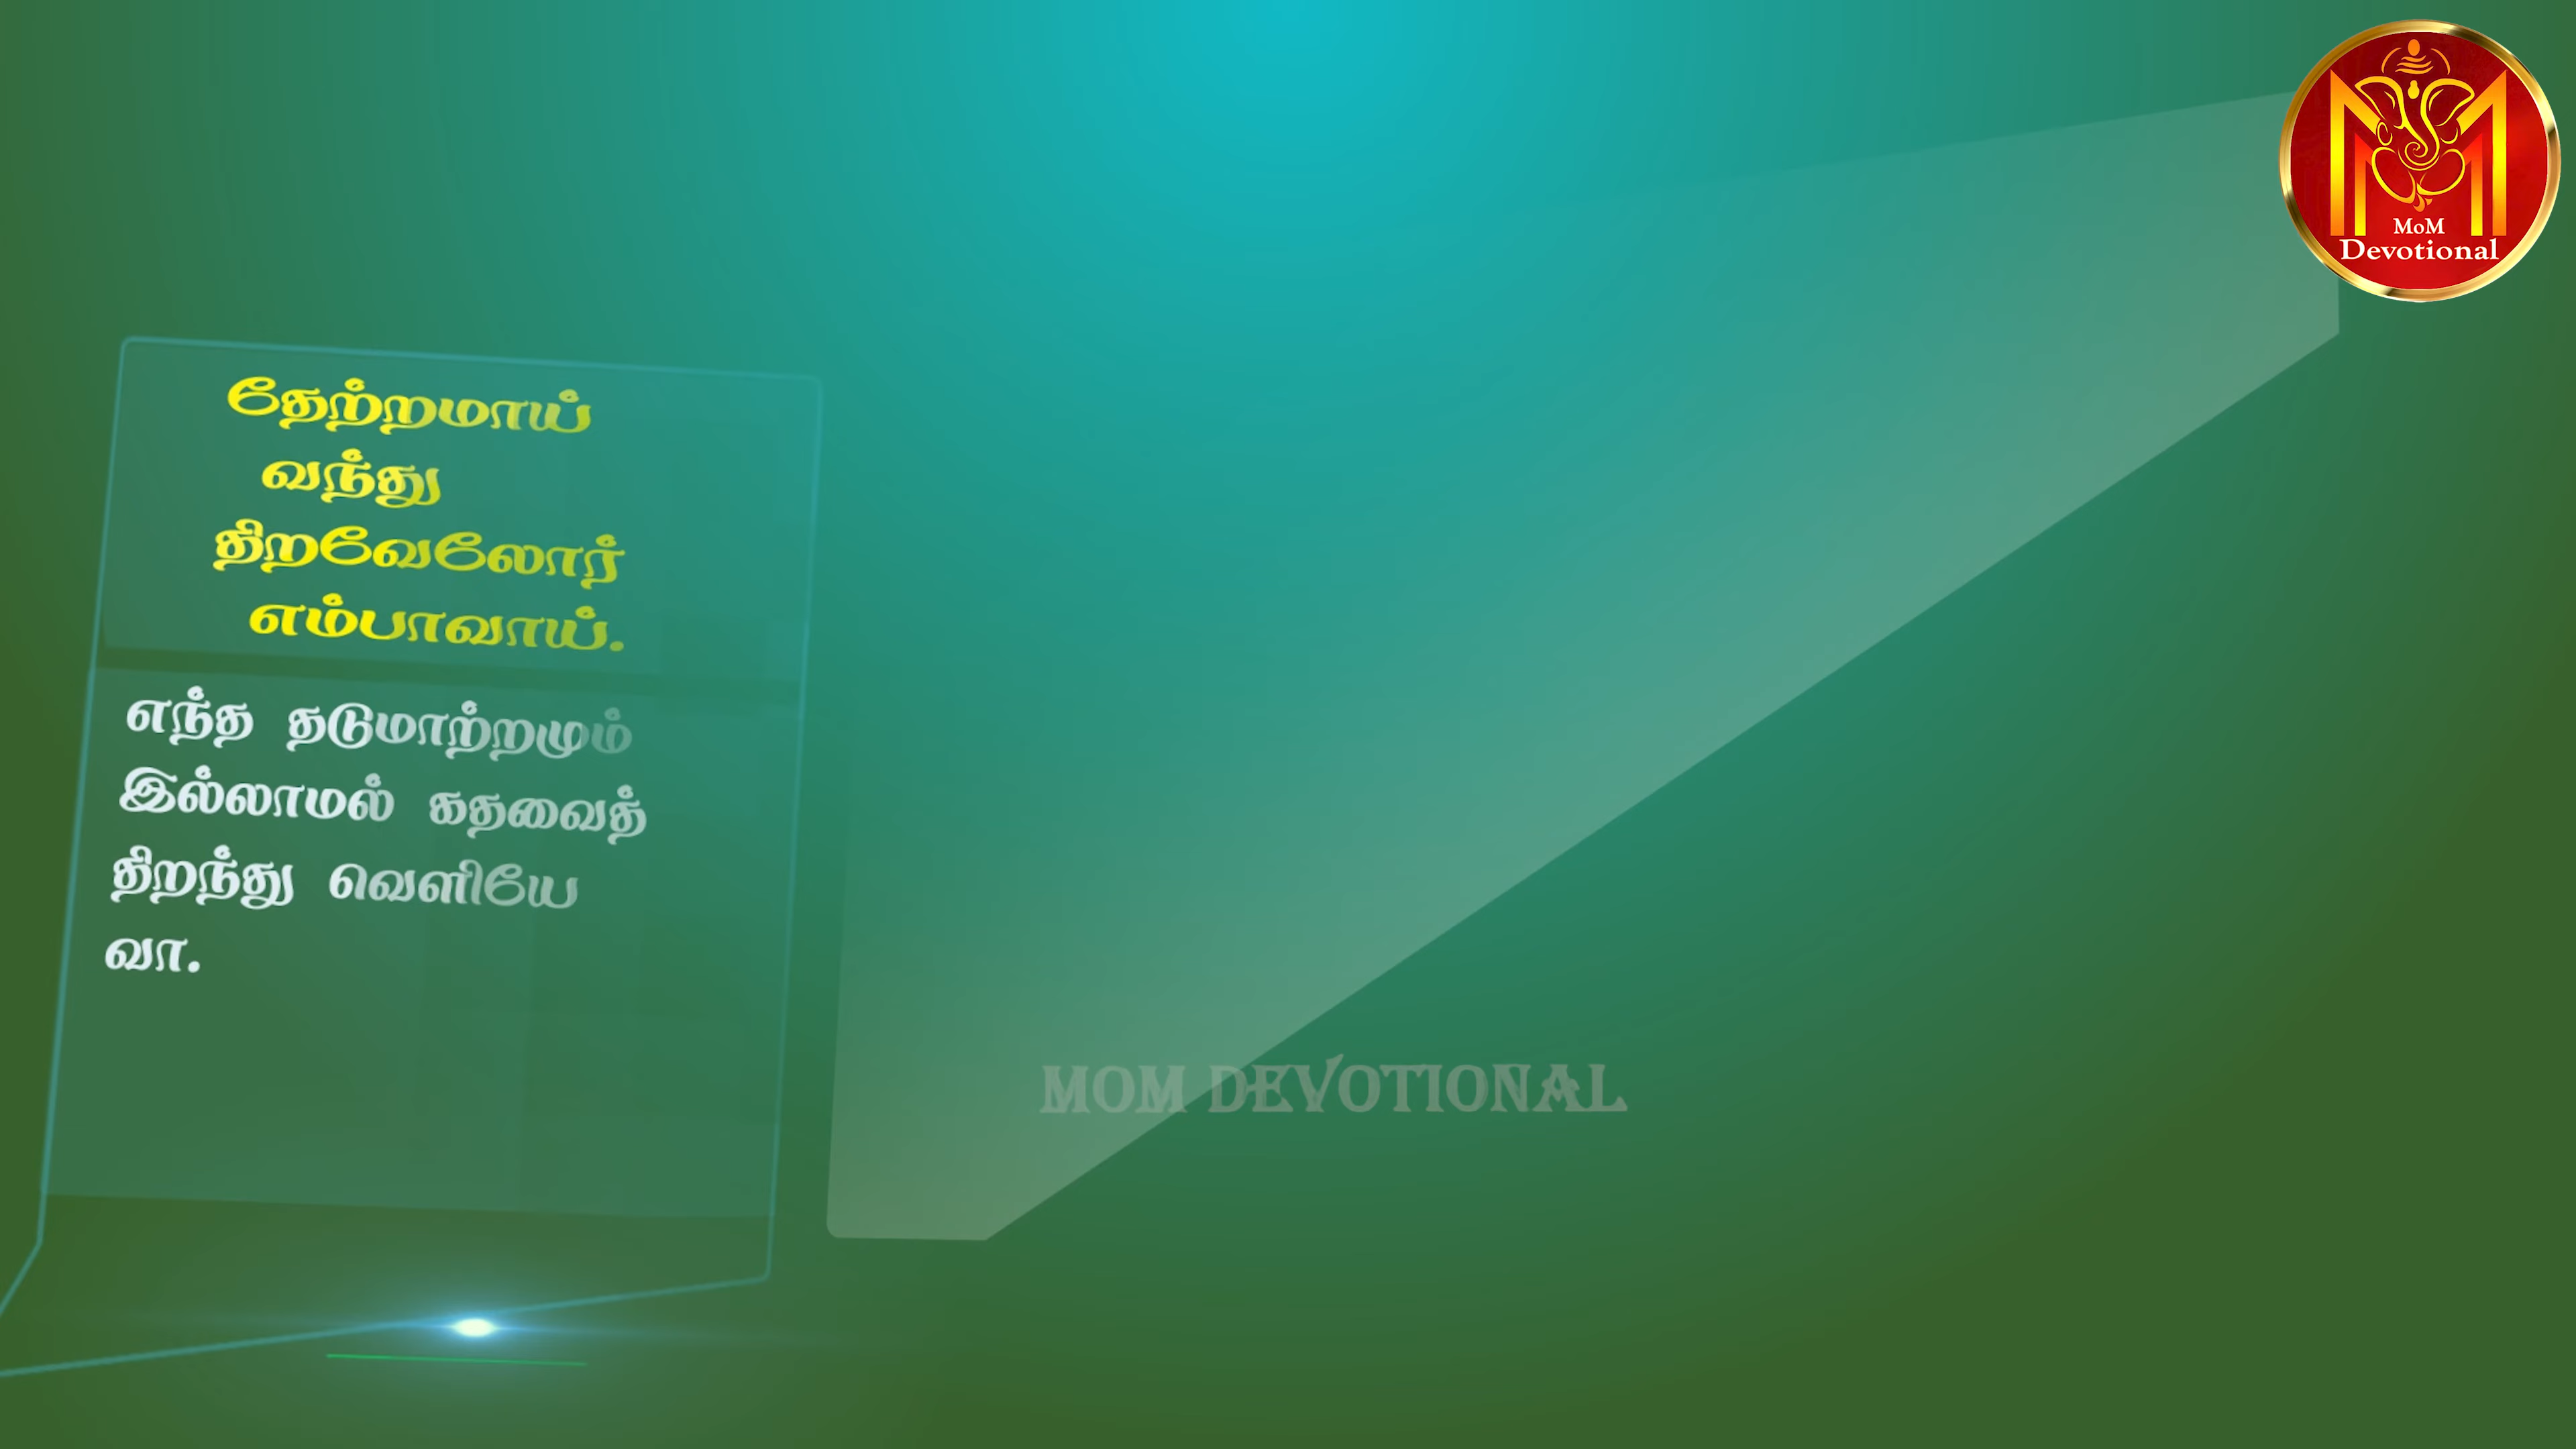 MoM
Devotional
தேற்றமாய்
வந்து
திறவேலோர்
எம்பாவாய்.
எந்த தடுமாற்றமும்
இல்லாமல் கதவைத்
திறந்து வெளியே
வா.
MOM DEVOTIONAL